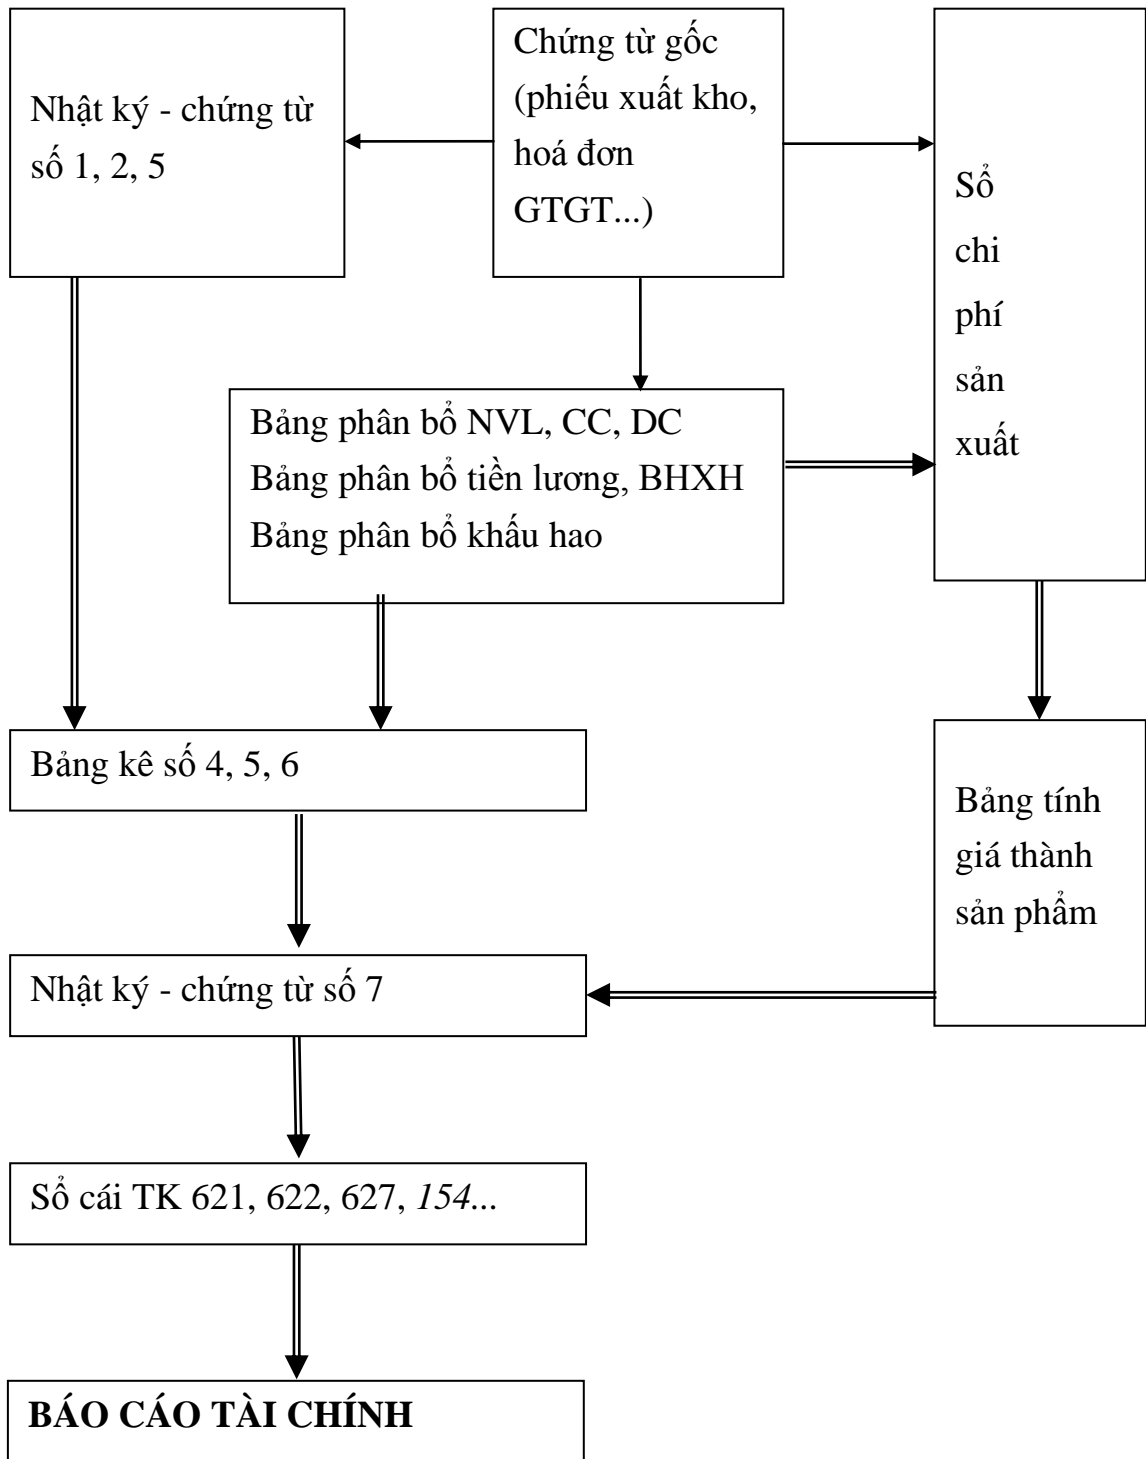 Nhật ký - chứng từ
số 1, 2, 5
Chứng từ gốc
(phiếu xuất kho,
hoá đơn
GTGT...)
Sổ
chi
phí
sản
xuất
Bảng phân bổ NVL, CC, DC
Bảng phân bổ tiền lương, BHXH
Bảng phân bổ khấu hao
Bảng kê số 4, 5, 6
Bảng tính
giá thành
sản phẩm
Nhật ký - chứng từ số 7
Sổ cái TK 621, 622, 627, 154...
BÁO CÁO TÀI CHÍNH